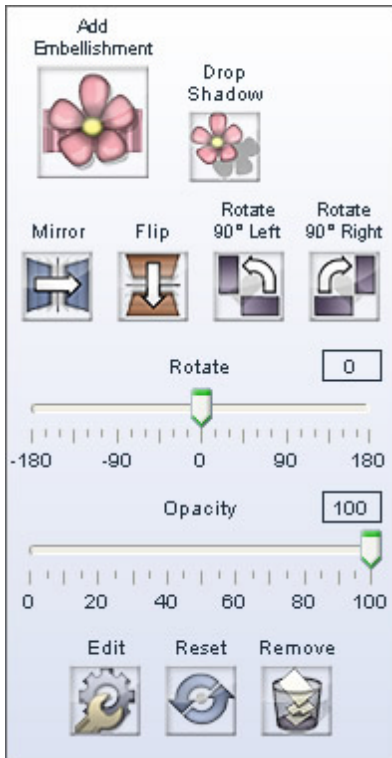 Add
Embellishment
Drop
Shadow
Mirror
Flip
Rotate
90° Left
Rotate
90° Right
Rotate
0
-180 -90 0 90 180
Opacity
100
0 20 40 60 80 100
Edit Reset Remove